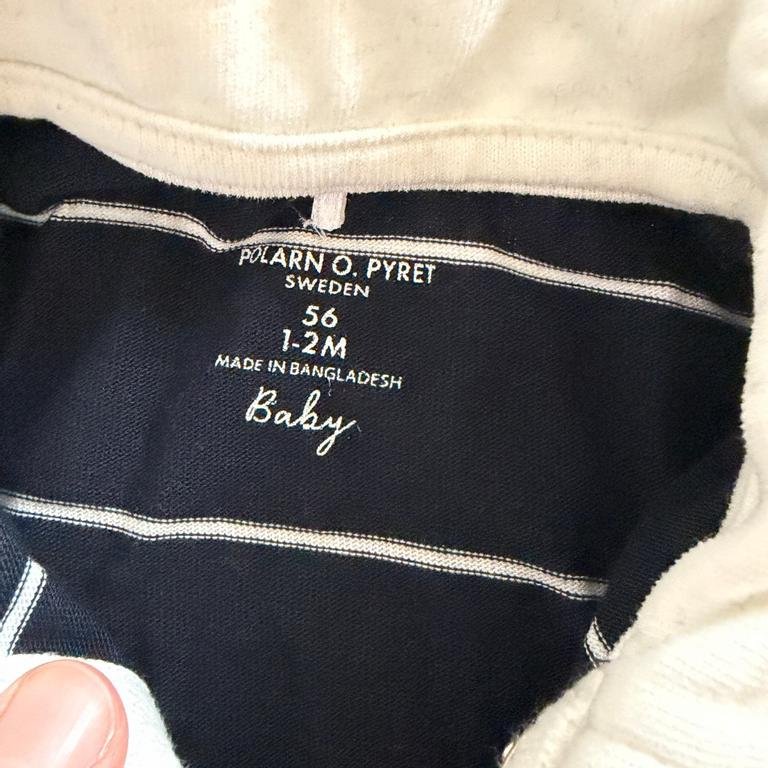 POLARN O. PYRET
SWEDEN
56
1-2M
MADE IN BANGLADESH
Baby